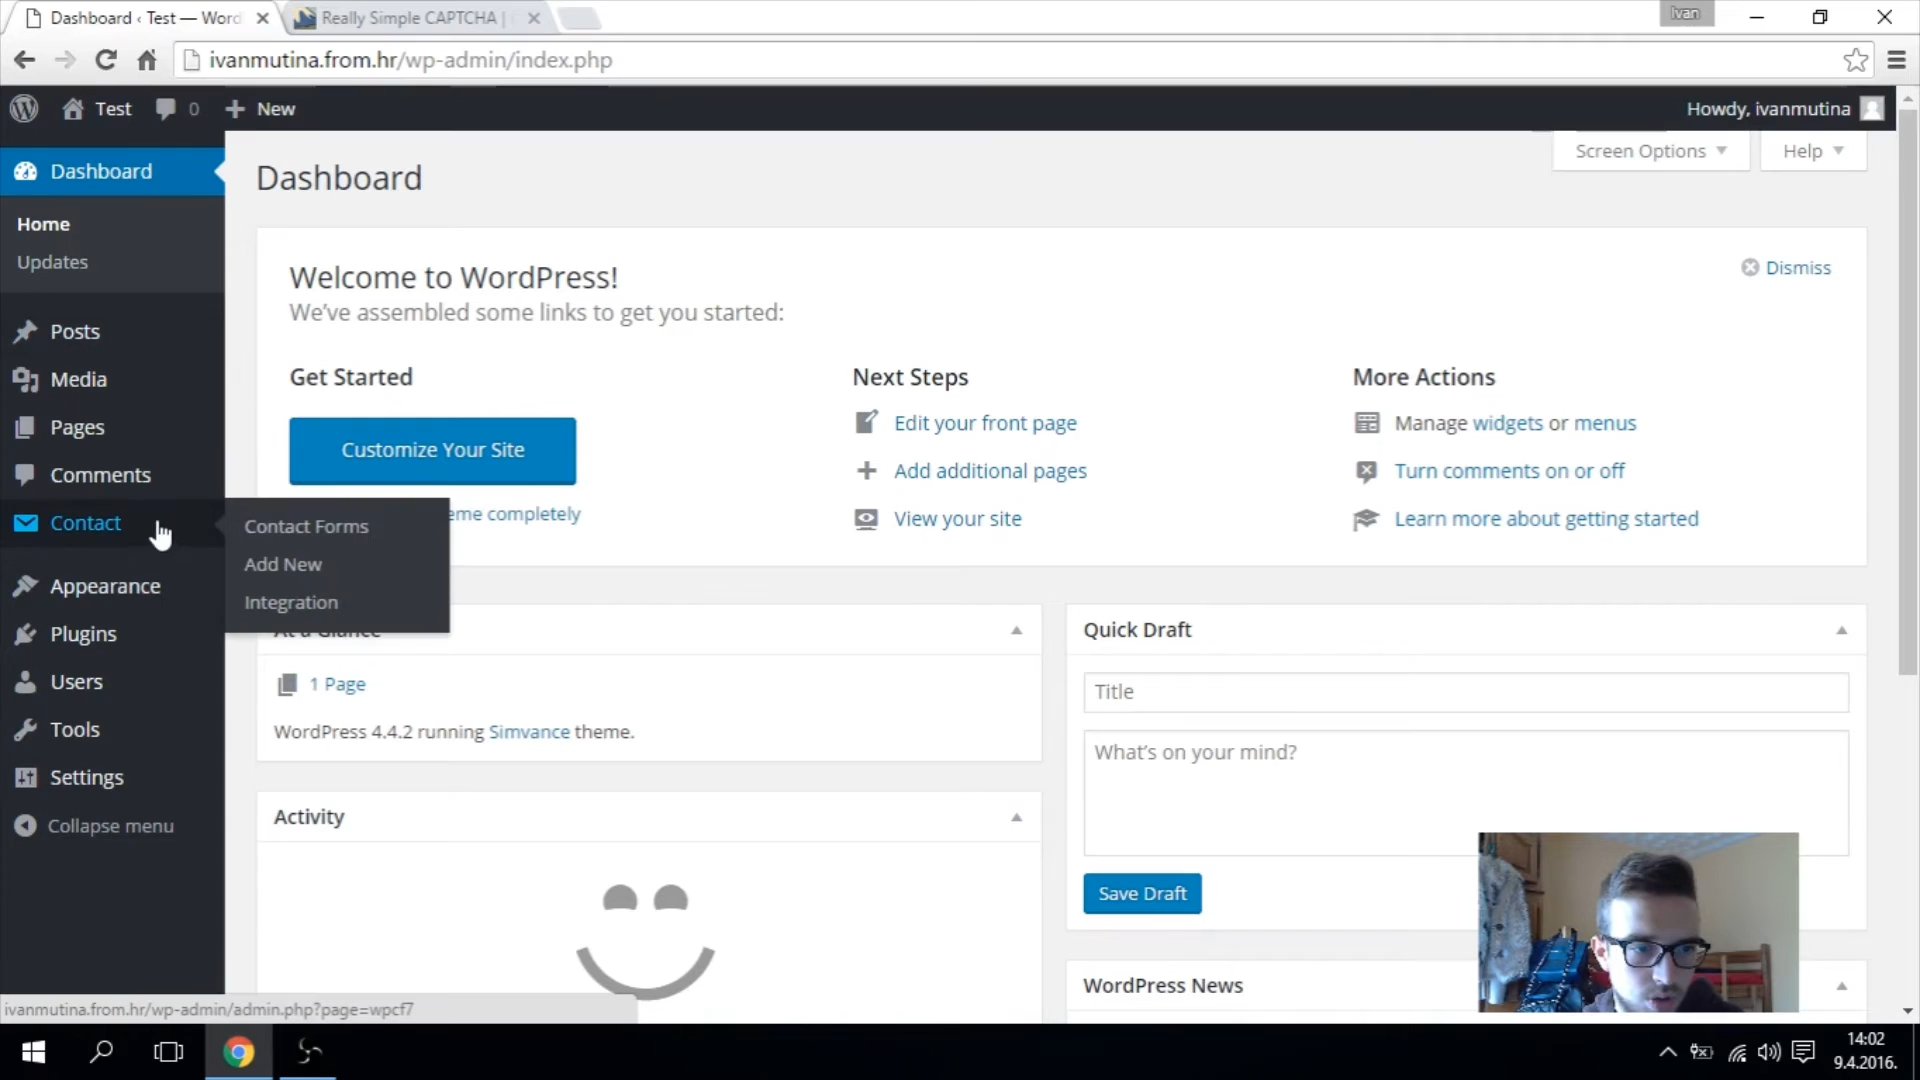 Dashboard ‹ Test — Word
Really Simple CAPTCHA |
Ivan
ivanmutina.from.hr/wp-admin/index.php
Test
0
New
Howdy, ivanmutina
Dashboard
Home
Updates
Posts
Media
Pages
Comments
Contact
Contact Forms
Add New
Integration
Appearance
Plugins
Users
Tools
Settings
Collapse menu
Dashboard
Screen Options
Help
Welcome to WordPress!
Dismiss
We've assembled some links to get you started:
Get Started
Customize Your Site
eme completely
Next Steps
Edit your front page
Add additional pages
View your site
More Actions
Manage widgets or menus
Turn comments on or off
Learn more about getting started
At a Glance
1 Page
WordPress 4.4.2 running Simvance theme.
Activity
Quick Draft
Title
What's on your mind?
Save Draft
WordPress News
ivanmutina.from.hr/wp-admin/admin.php?page=wpcf7
14:02
9.4.2016.